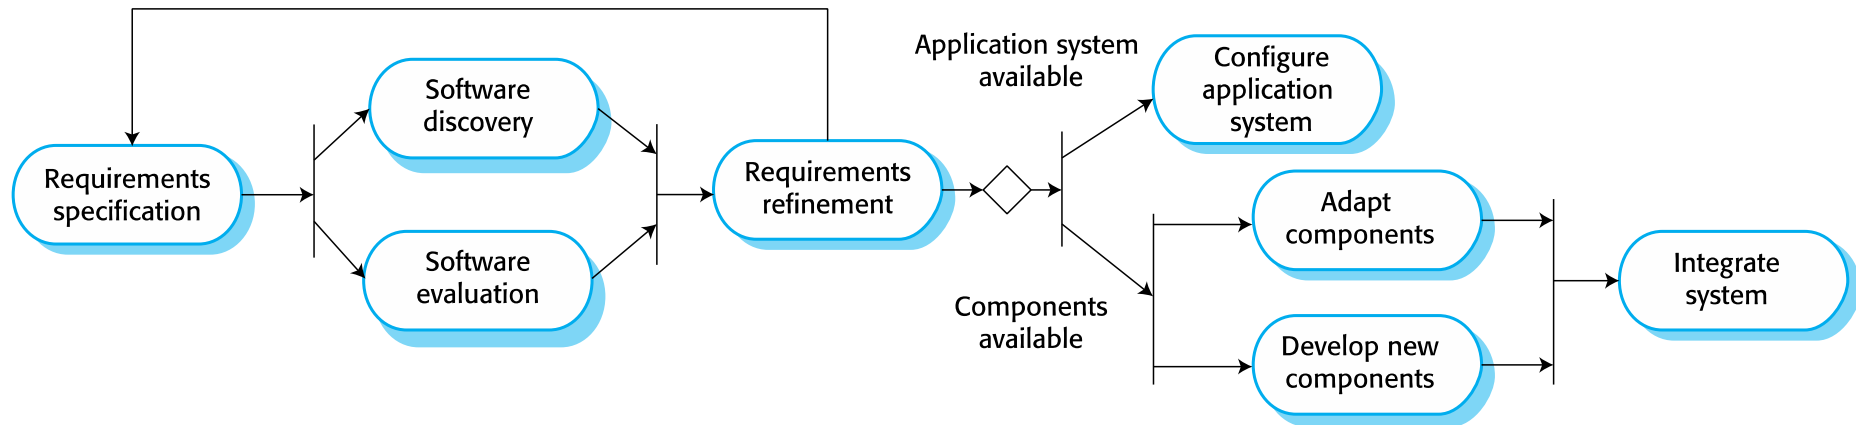 Requirements
specification
Software
discovery
Software
evaluation
Requirements
refinement
Application system
available
Configure
application
system
Components
available
Adapt
components
Develop new
components
Integrate
system